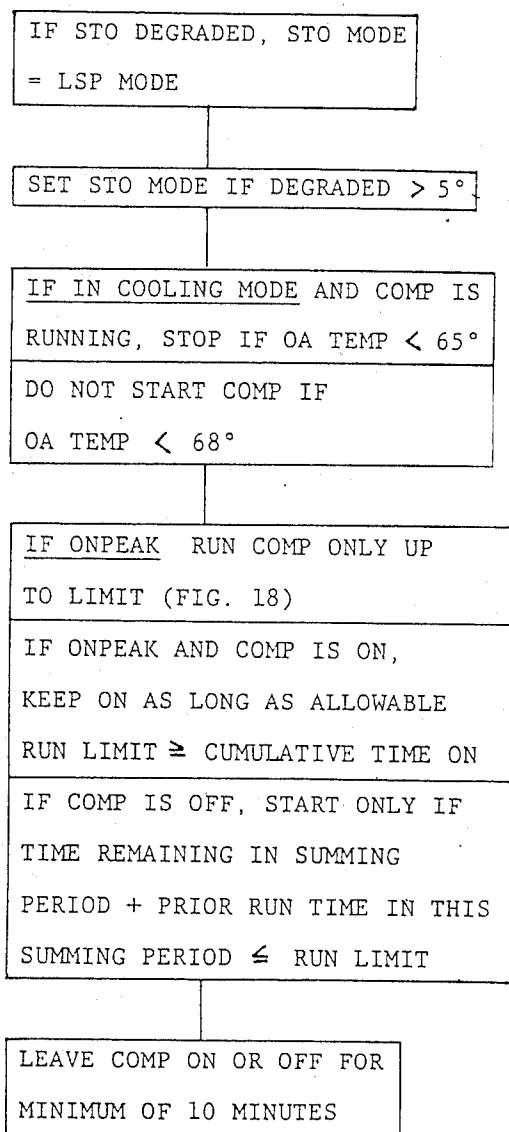 IF STO DEGRADED, STO MODE
= LSP MODE
SET STO MODE IF DEGRADED > 5°
IF IN COOLING MODE AND COMP IS
RUNNING, STOP IF OA TEMP < 65°
DO NOT START COMP IF
OA TEMP < 68°
IF ONPEAK RUN COMP ONLY UP
TO LIMIT (FIG. 18)
IF ONPEAK AND COMP IS ON,
KEEP ON AS LONG AS ALLOWABLE
RUN LIMIT ≥ CUMULATIVE TIME ON
IF COMP IS OFF, START ONLY IF
TIME REMAINING IN SUMMING
PERIOD + PRIOR RUN TIME IN THIS
SUMMING PERIOD ≤ RUN LIMIT
LEAVE COMP ON OR OFF FOR
MINIMUM OF 10 MINUTES